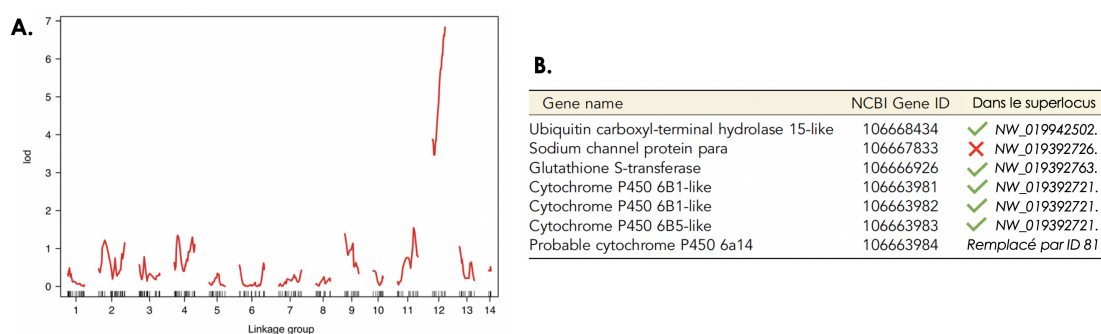 A.
7
6
5
4
3
2
1
0
lod
1 2 3 4 5 6 7 8 9 10 11 12 13 14
Linkage group
B.
Gene name NCBI Gene ID Dans le superlocus
Ubiquitin carboxyl-terminal hydrolase 15-like 106668434 NW_019942502.
Sodium channel protein para 106667833 NW_019392726.
Glutathione S-transferase 106666926 NW_019392763.
Cytochrome P450 6B1-like 106663981 NW_019392721.
Cytochrome P450 6B1-like 106663982 NW_019392721.
Cytochrome P450 6B5-like 106663983 NW_019392721.
Probable cytochrome P450 6a14 106663984 Remplacé par ID 81